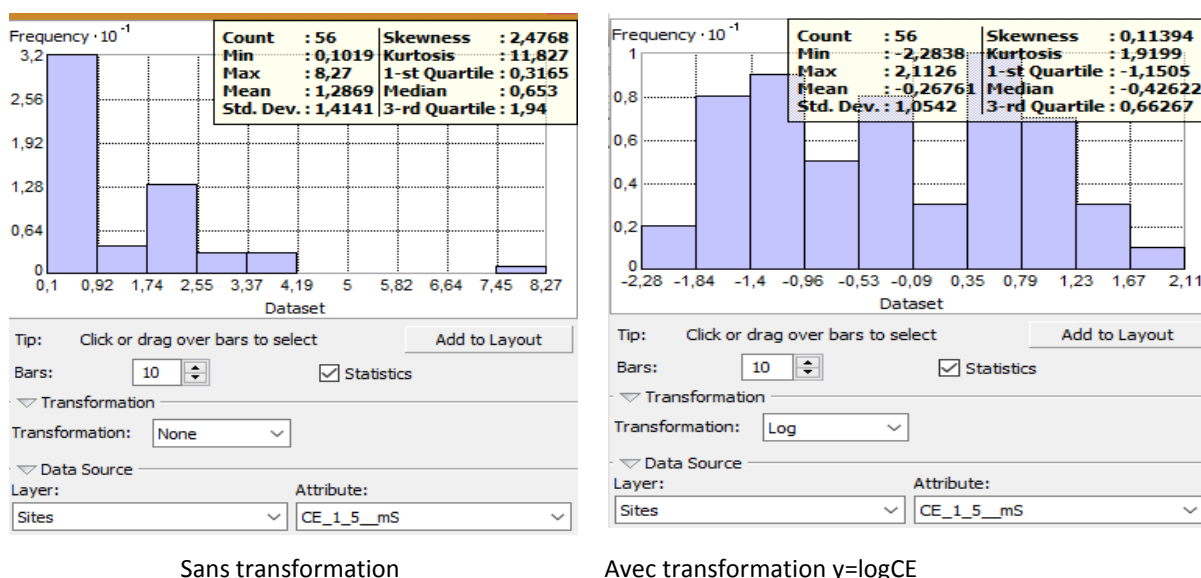 Frequency · 10⁻¹
Count : 56 Skewness : 2,4768
Min : 0,1019 Kurtosis : 11,827
Max : 8,27 1-st Quartile : 0,3165
Mean : 1,2869 Median : 0,653
Std. Dev. : 1,4141 3-rd Quartile : 1,94
3,2
2,56
1,92
1,28
0,64
0
0,1 0,92 1,74 2,55 3,37 4,19 5 5,82 6,64 7,45 8,27
Dataset
Tip: Click or drag over bars to select Add to Layout
Bars: 10 Statistics
Transformation
Transformation: None
Data Source
Layer: Attribute:
Sites CE_1_5__mS
Sans transformation
Frequency · 10⁻¹
Count : 56 Skewness : 0,11394
Min : -2,2838 Kurtosis : 1,9199
Max : 2,1126 1-st Quartile : -1,1505
Mean : -0,26761 Median : -0,42622
Std. Dev. : 1,0542 3-rd Quartile : 0,66267
1
0,8
0,6
0,4
0,2
0
-2,28 -1,84 -1,4 -0,96 -0,53 -0,09 0,35 0,79 1,23 1,67 2,11
Dataset
Tip: Click or drag over bars to select Add to Layout
Bars: 10 Statistics
Transformation
Transformation: Log
Data Source
Layer: Attribute:
Sites CE_1_5__mS
Avec transformation y=logCE